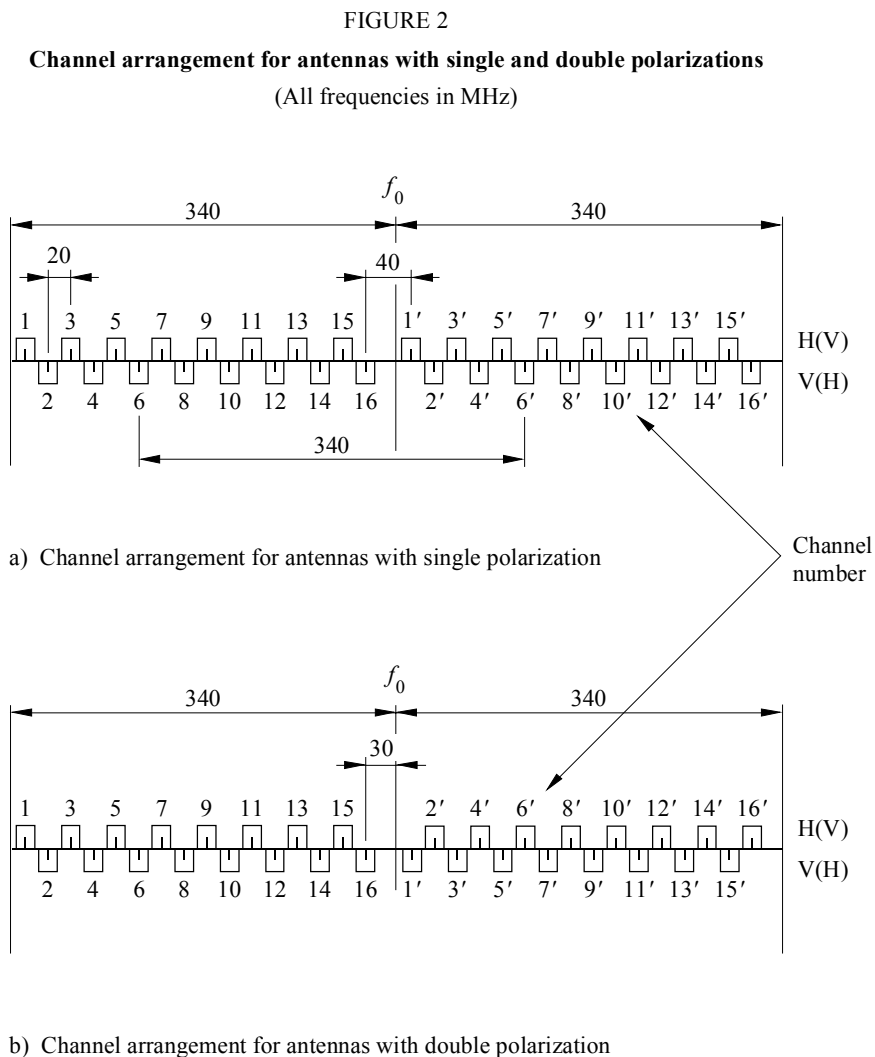 FIGURE 2
Channel arrangement for antennas with single and double polarizations
(All frequencies in MHz)
f0
340 340
20 40
1 3 5 7 9 11 13 15 1′ 3′ 5′ 7′ 9′ 11′ 13′ 15′
H(V)
V(H)
2 4 6 8 10 12 14 16 2′ 4′ 6′ 8′ 10′ 12′ 14′ 16′
340
a) Channel arrangement for antennas with single polarization
Channel
number
f0
340 340
30
1 3 5 7 9 11 13 15 2′ 4′ 6′ 8′ 10′ 12′ 14′ 16′
H(V)
V(H)
2 4 6 8 10 12 14 16 1′ 3′ 5′ 7′ 9′ 11′ 13′ 15′
b) Channel arrangement for antennas with double polarization